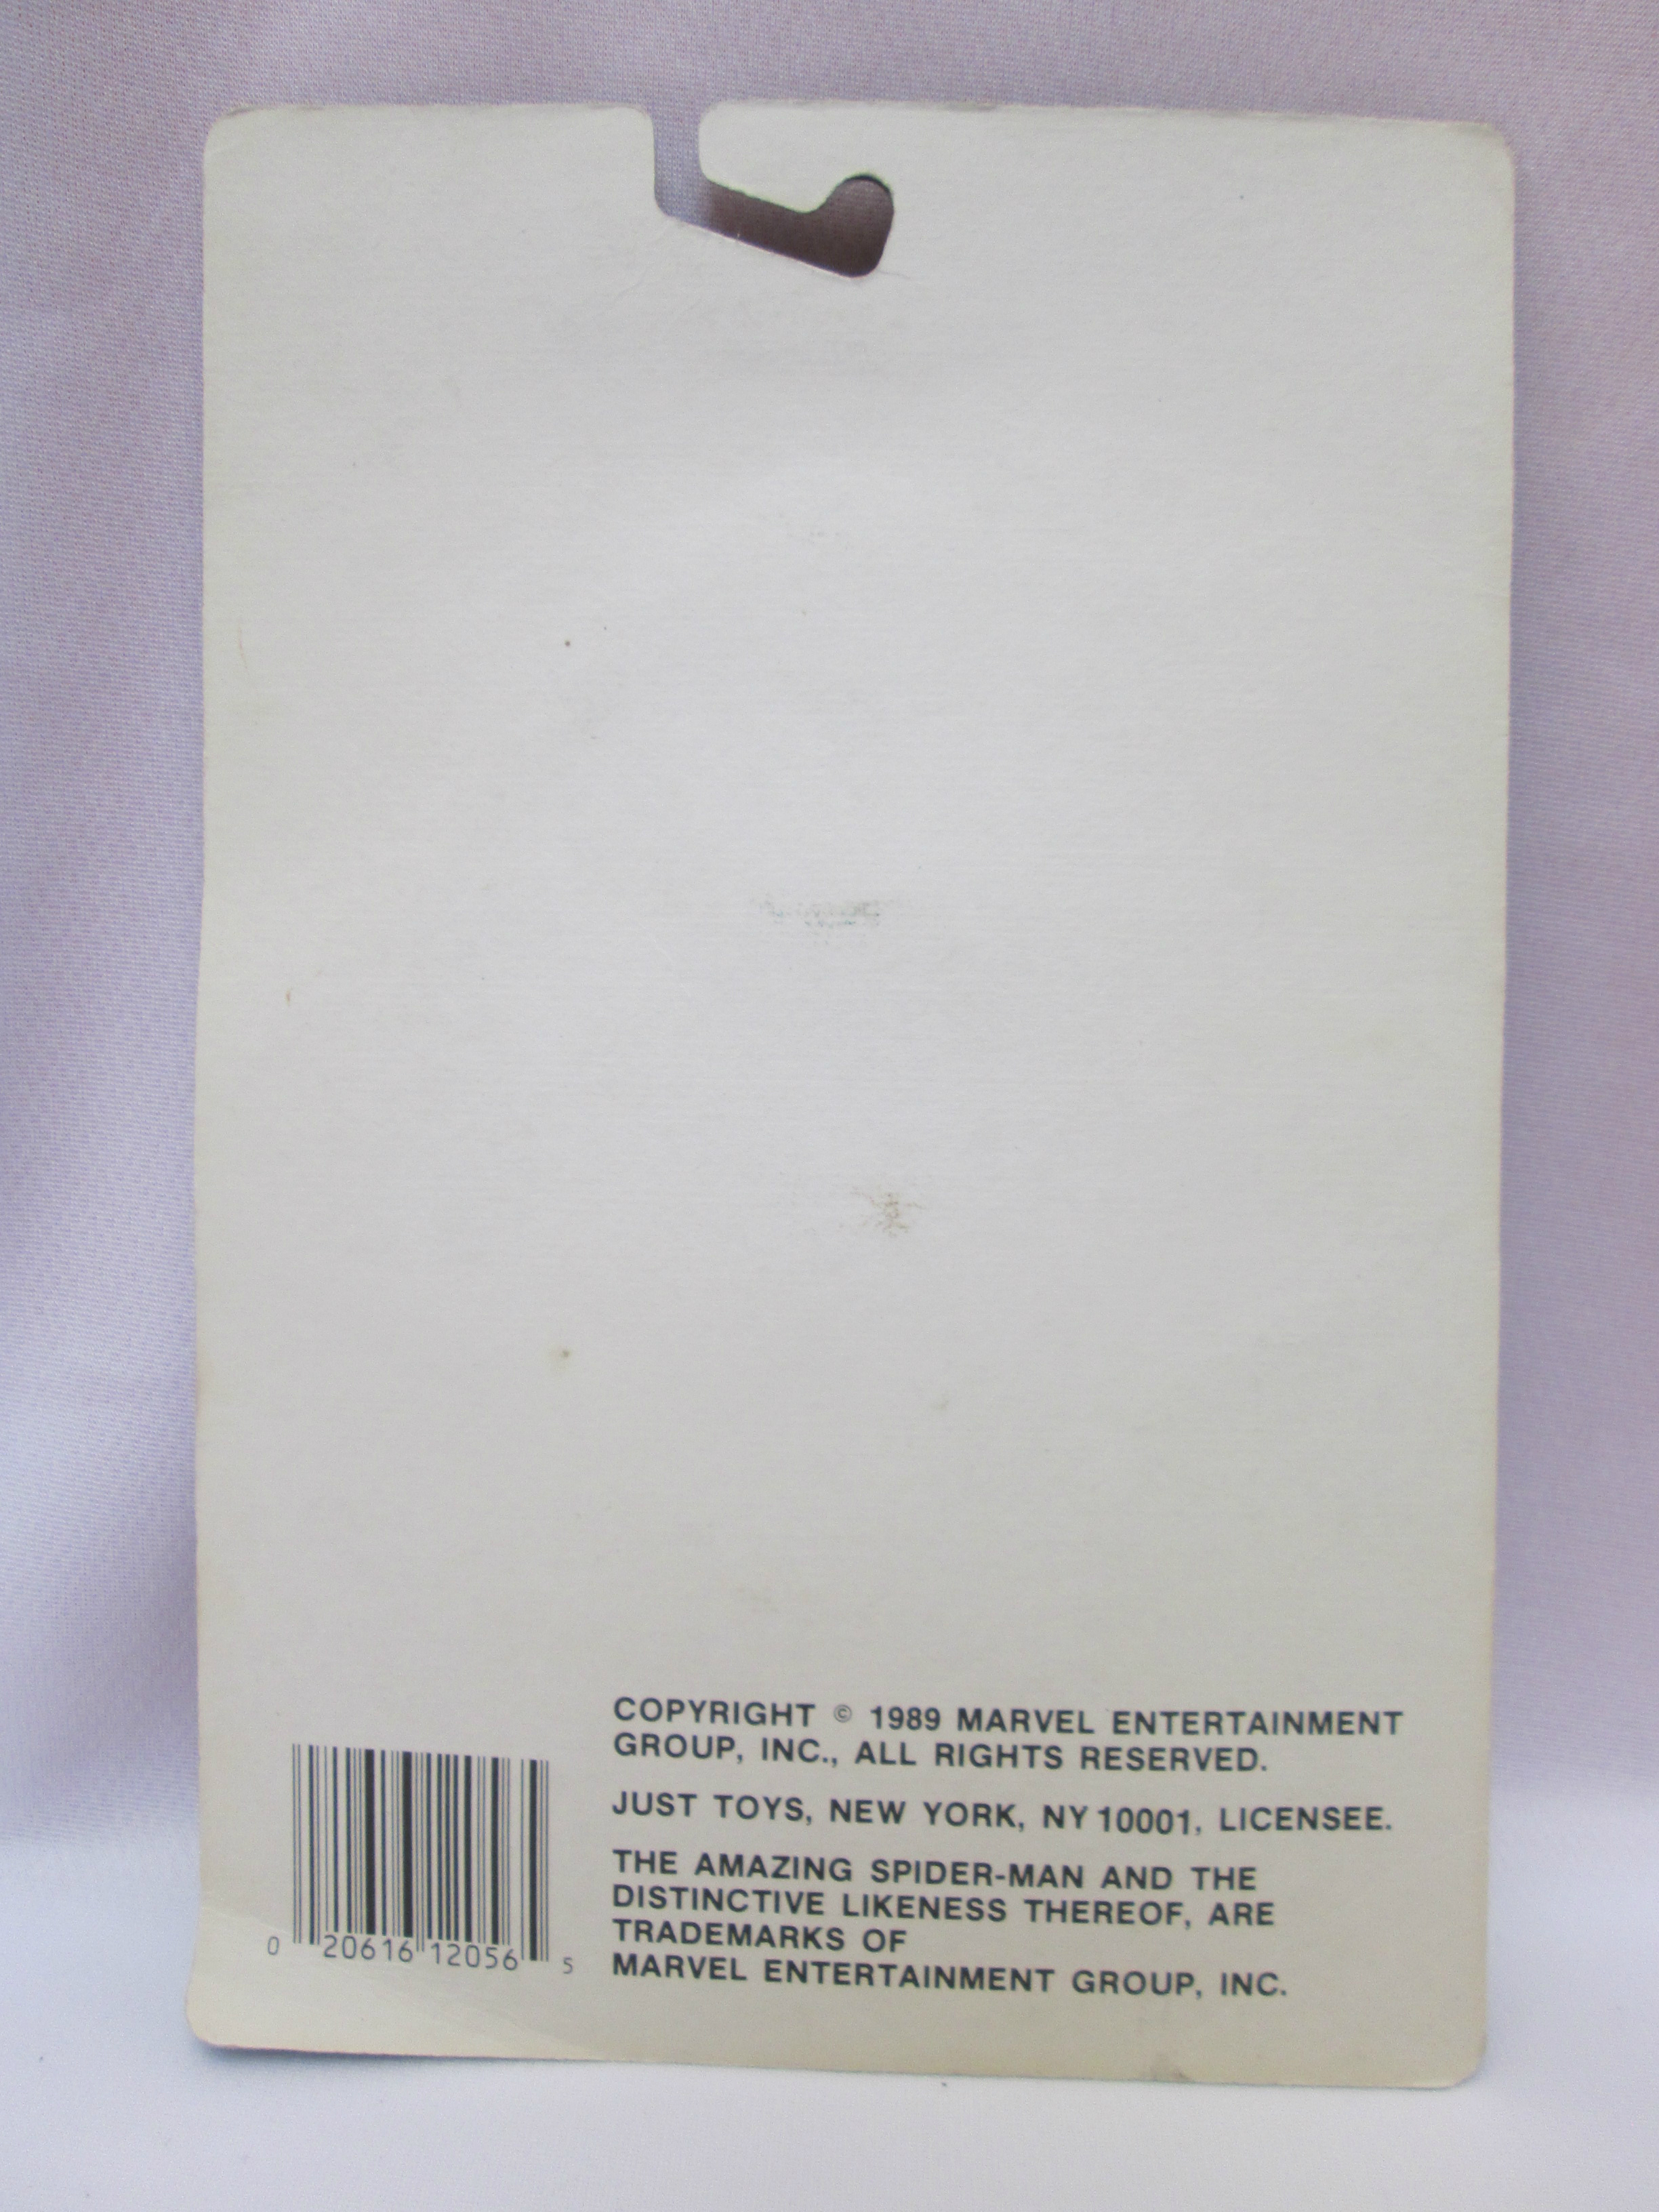 COPYRIGHT © 1989 MARVEL ENTERTAINMENT
GROUP, INC., ALL RIGHTS RESERVED.
JUST TOYS, NEW YORK, NY 10001, LICENSEE.
THE AMAZING SPIDER-MAN AND THE
DISTINCTIVE LIKENESS THEREOF, ARE
TRADEMARKS OF
MARVEL ENTERTAINMENT GROUP, INC.
0 20616 12056 5